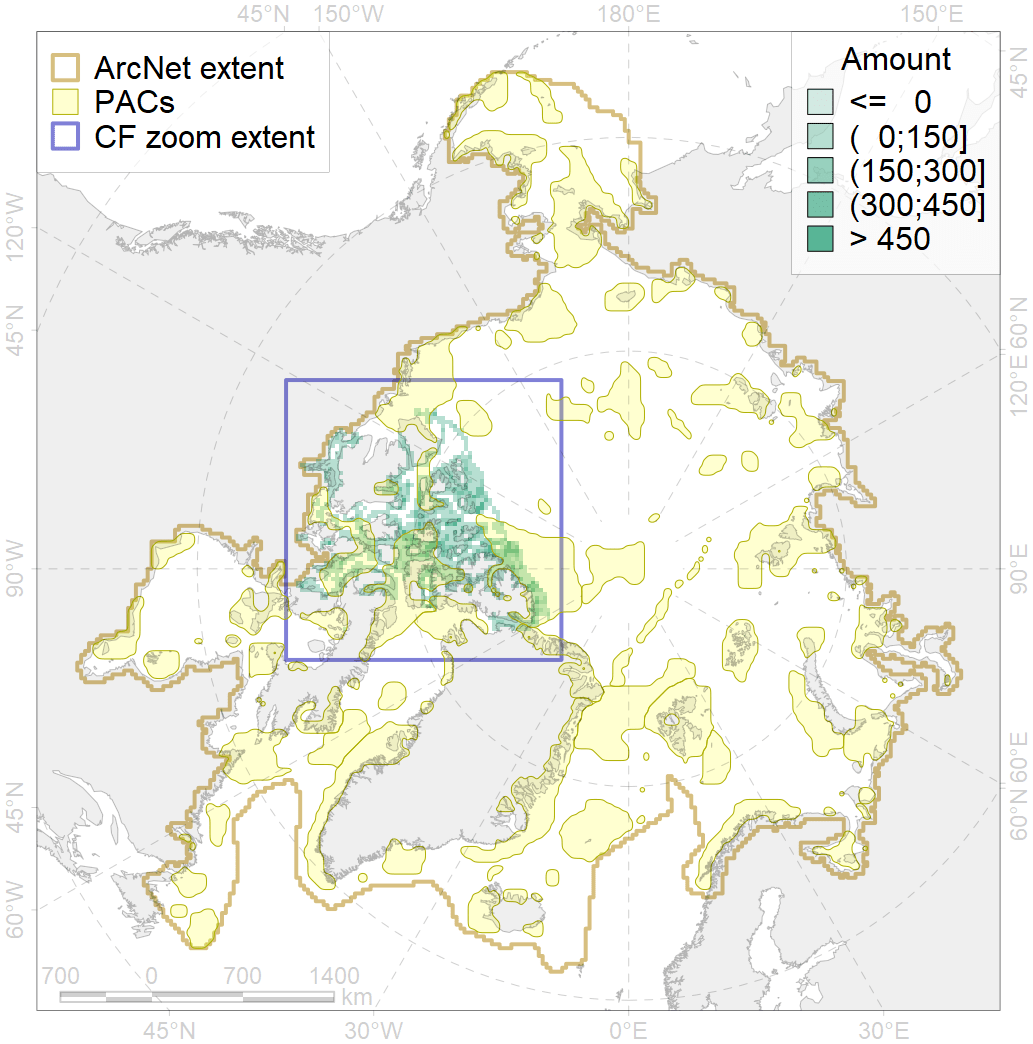 45°N 150°W 180°E 150°E
ArcNet extent
PACs
CF zoom extent
Amount
<= 0
( 0;150]
(150;300]
(300;450]
> 450
45°N
120°W
45°N
60°N
120°E
90°W
90°E
45°N
60°E
60°N
60°W
700 0 700 1400
km
45°N 30°W 0°E 30°E